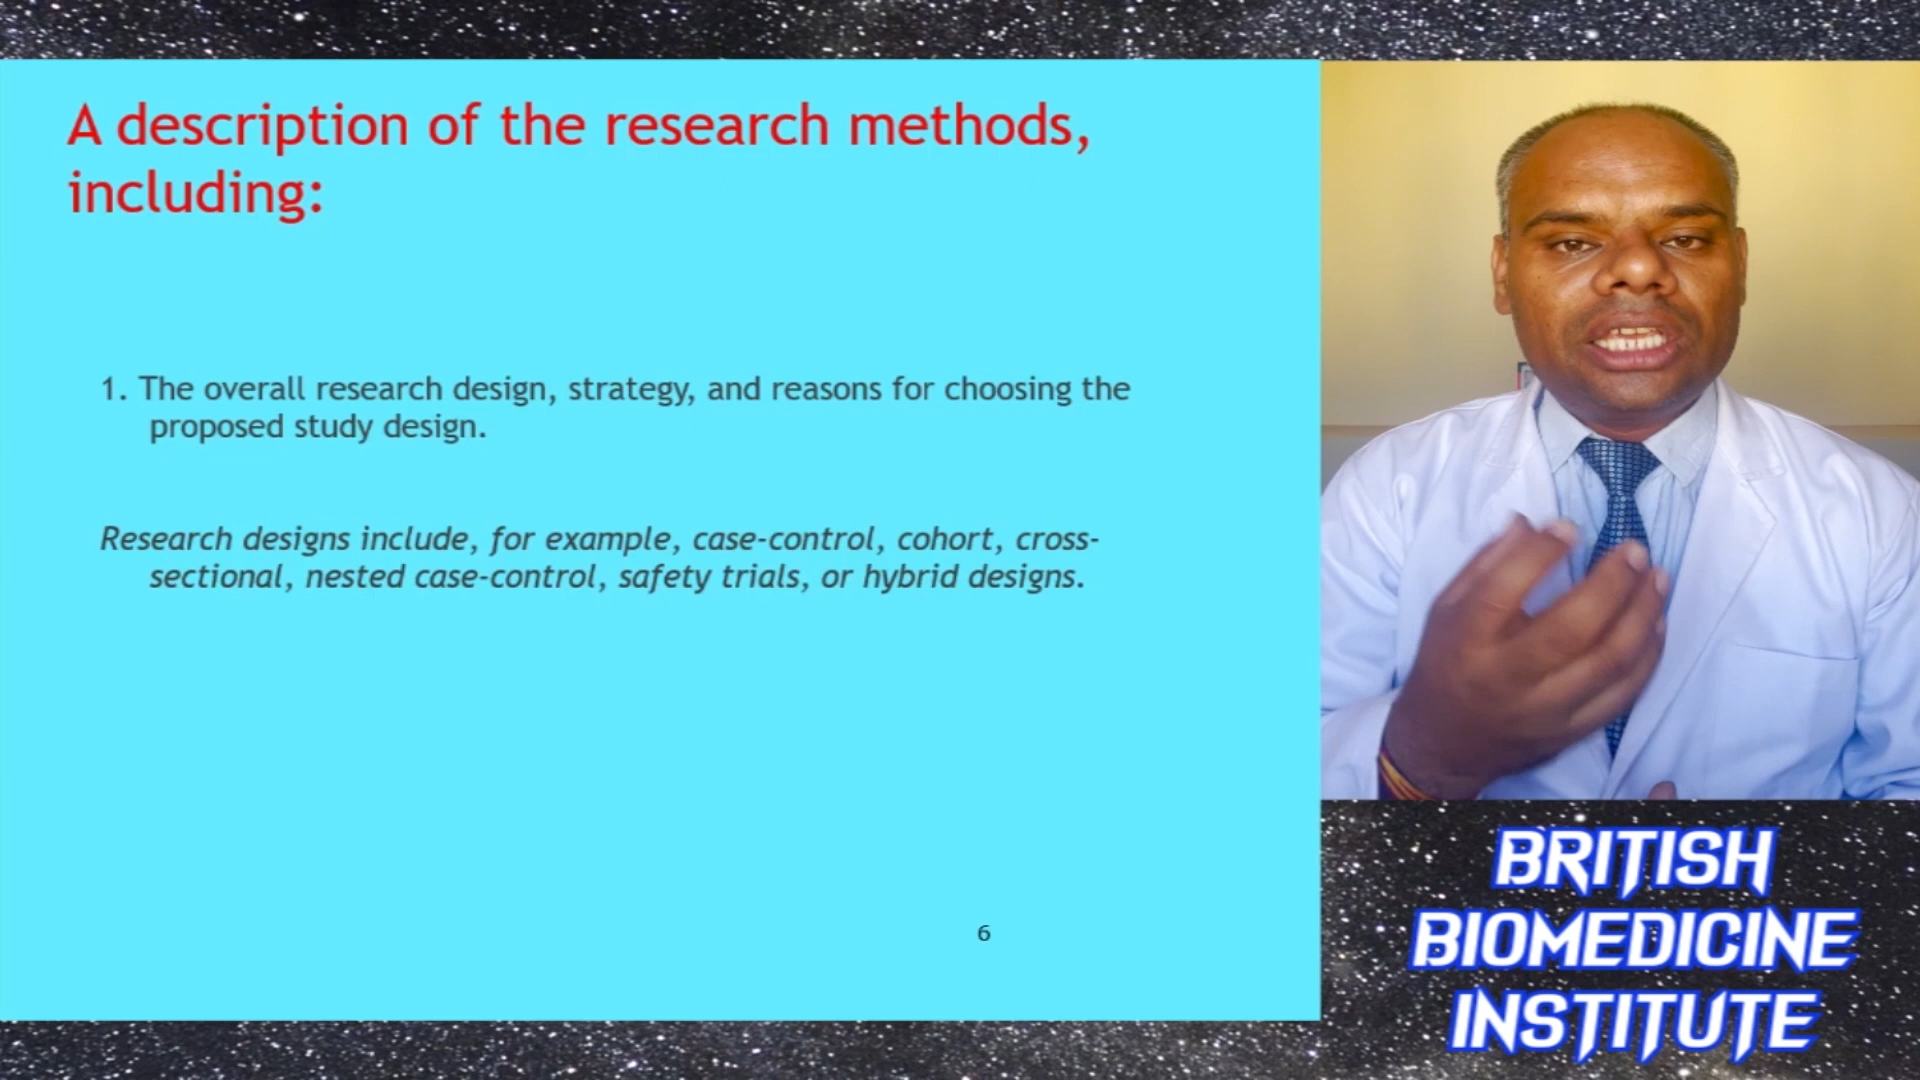 A description of the research methods,
including:
1. The overall research design, strategy, and reasons for choosing the
proposed study design.
Research designs include, for example, case-control, cohort, cross-
sectional, nested case-control, safety trials, or hybrid designs.
6
BRITISH
BIOMEDICINE
INSTITUTE